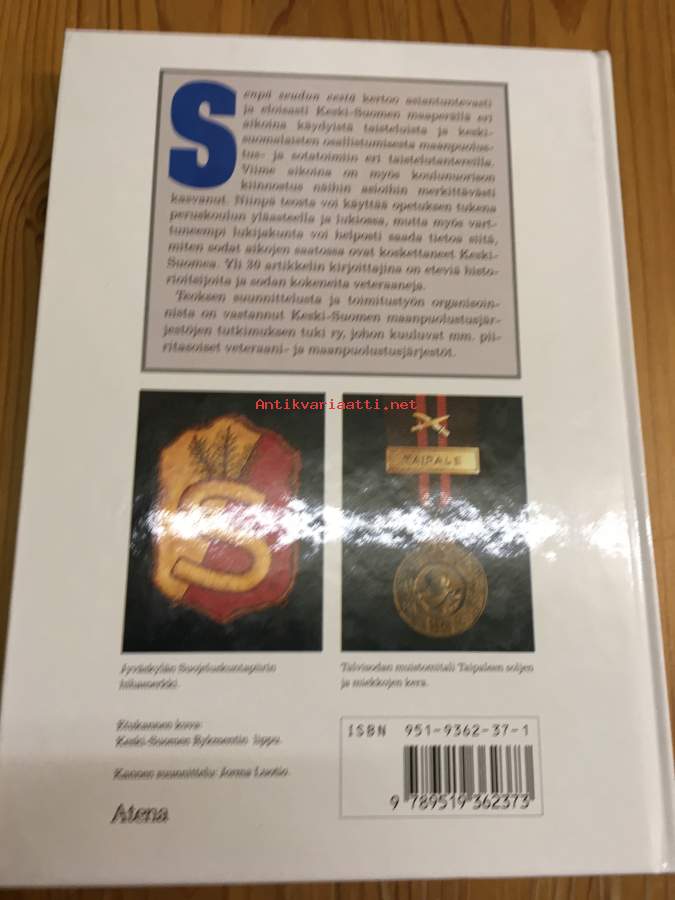 Senpä seudun eestä kertoo asiantuntevasti
ja eloisasti Keski-Suomen maaperällä eri
aikoina käydyistä taisteluista ja keski-
suomalaisten osallistumisesta maanpuolus-
tus- ja sotatoimiin eri taistelutantereilla.
Viime aikoina on myös koulunuorison
kiinnostus näihin asioihin merkittävästi
kasvanut. Niinpä teosta voi käyttää opetuksen tukena
peruskoulun yläasteella ja lukiossa, mutta myös vart-
tuneempi lukijakunta voi helposti saada tietoa siitä,
miten sodat aikojen saatossa ovat koskettaneet Keski-
Suomea. Yli 30 artikkelin kirjoittajina on eteviä histo-
rioitsijoita ja sodan kokeneita veteraaneja.
Teoksen suunnittelusta ja toimitustyön organisoin-
nista on vastannut Keski-Suomen maanpuolustusjär-
jestöjen tutkimuksen tuki ry, johon kuuluvat mm. pii-
ritasoiset veteraani- ja maanpuolustusjärjestöt.
Antikvariaatti.net
TAIPALE
Jyväskylän Suojeluskuntapiirin
hihamerkki.
Talvisodan muistomitali Taipaleen soljen
ja miekkojen kera.
Etukannen kuva:
Keski-Suomen Rykmentin lippu.
Kannen suunnittelu: Jorma Luotio.
Atena
ISBN 951-9362-37-1
9 789519 362373